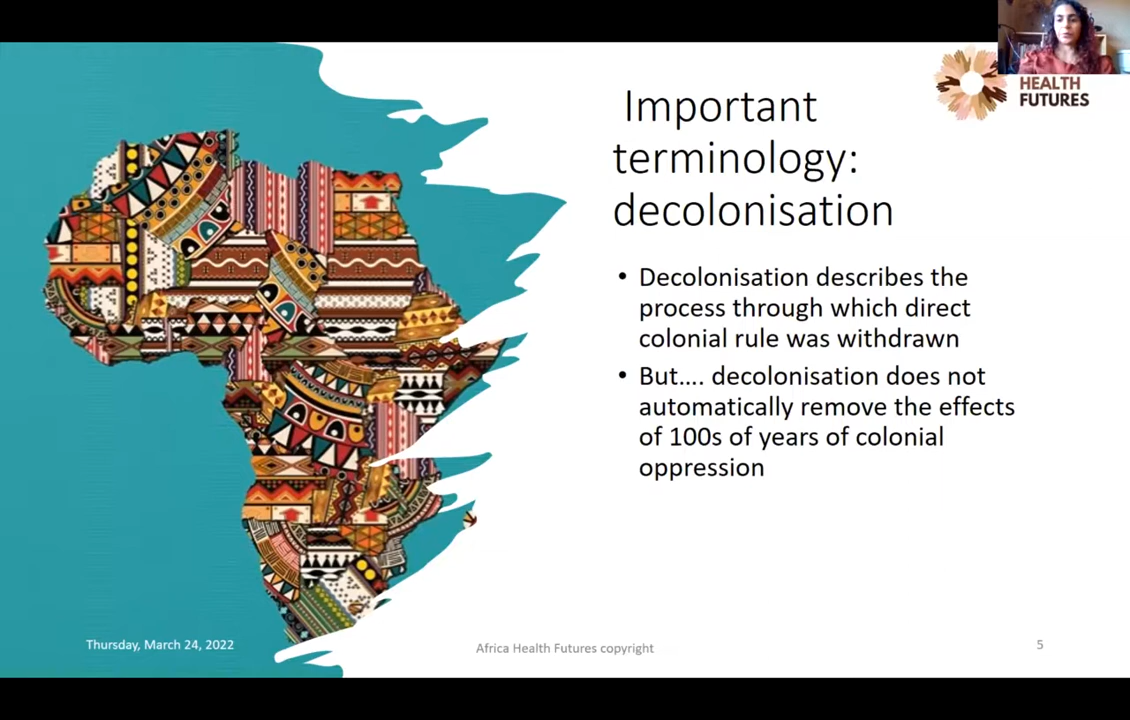 HEALTH
FUTURES
Important
terminology:
decolonisation
• Decolonisation describes the
process through which direct
colonial rule was withdrawn
• But.... decolonisation does not
automatically remove the effects
of 100s of years of colonial
oppression
Thursday, March 24, 2022
Africa Health Futures copyright
5